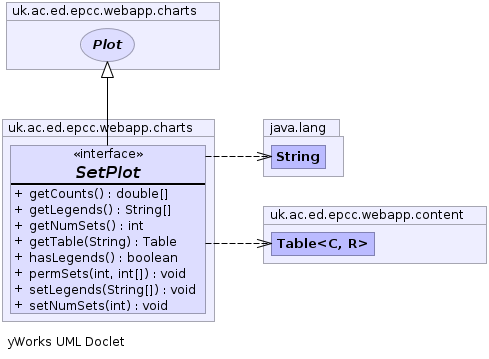 uk.ac.ed.epcc.webapp.charts
Plot
uk.ac.ed.epcc.webapp.charts
«interface»
SetPlot
+ getCounts() : double[]
+ getLegends() : String[]
+ getNumSets() : int
+ getTable(String) : Table
+ hasLegends() : boolean
+ permSets(int, int[]) : void
+ setLegends(String[]) : void
+ setNumSets(int) : void
java.lang
String
uk.ac.ed.epcc.webapp.content
Table<C, R>
yWorks UML Doclet